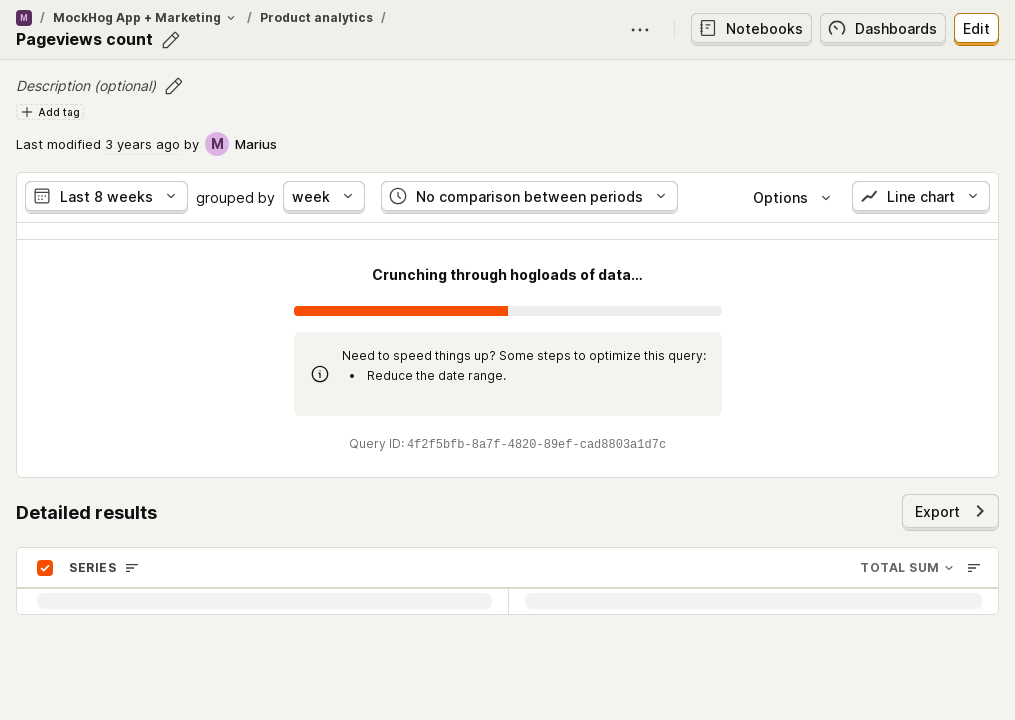 M / MockHog App + Marketing / Product analytics /
Pageviews count
Notebooks
Dashboards
Edit
Description (optional)
Add tag
Last modified 3 years ago by M Marius
Last 8 weeks grouped by week No comparison between periods Options Line chart
Crunching through hogloads of data...
Need to speed things up? Some steps to optimize this query:
• Reduce the date range.
Query ID: 4f2f5bfb-8a7f-4820-89ef-cad8803a1d7c
Detailed results
Export
SERIES TOTAL SUM